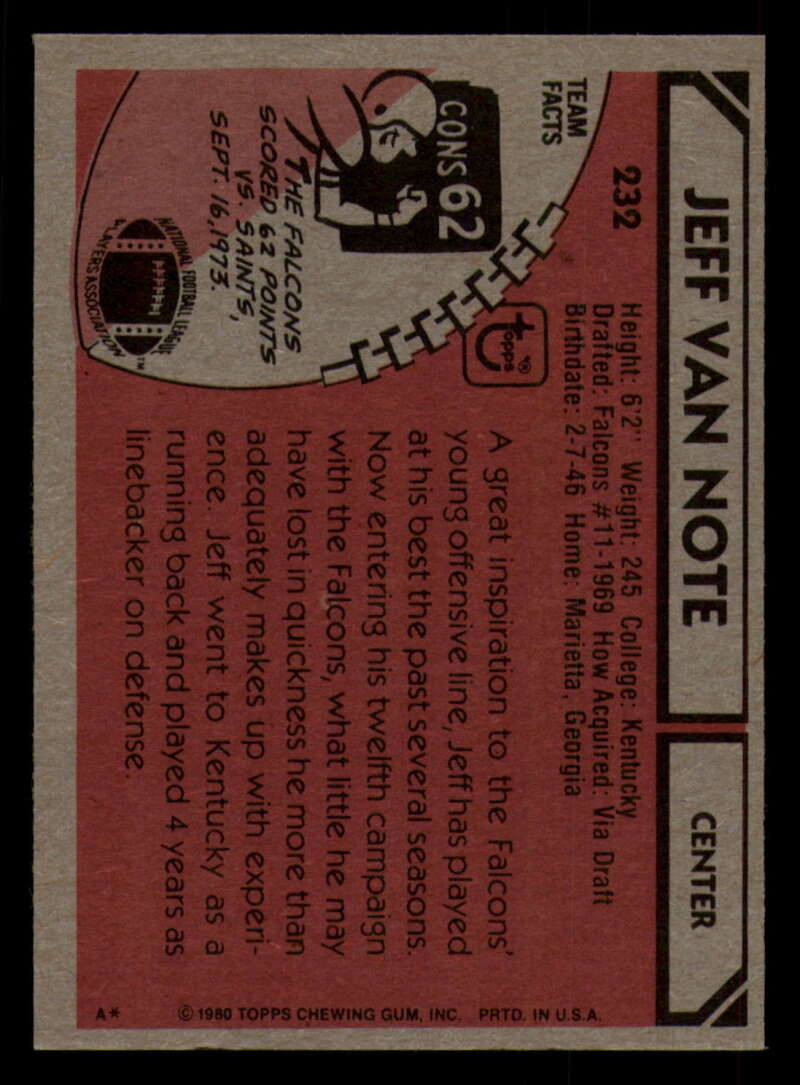 JEFF VAN NOTE
CENTER
232
Height: 6'2" Weight: 245 College: Kentucky
Drafted: Falcons #11-1969 How Acquired: Via Draft
Birthdate: 2-7-46 Home: Marietta, Georgia
TEAM
FACTS
CONS 62
THE FALCONS
SCORED 62 POINTS
VS. SAINTS,
SEPT. 16, 1973.
topps®
NATIONAL FOOTBALL LEAGUE
PLAYERS ASSOCIATION
TM
A great inspiration to the Falcons'
young offensive line, Jeff has played
at his best the past several seasons.
Now entering his twelfth campaign
with the Falcons, what little he may
have lost in quickness he more than
adequately makes up with experi-
ence. Jeff went to Kentucky as a
running back and played 4 years as
linebacker on defense.
A* © 1980 TOPPS CHEWING GUM, INC. PRTD. IN U.S.A.